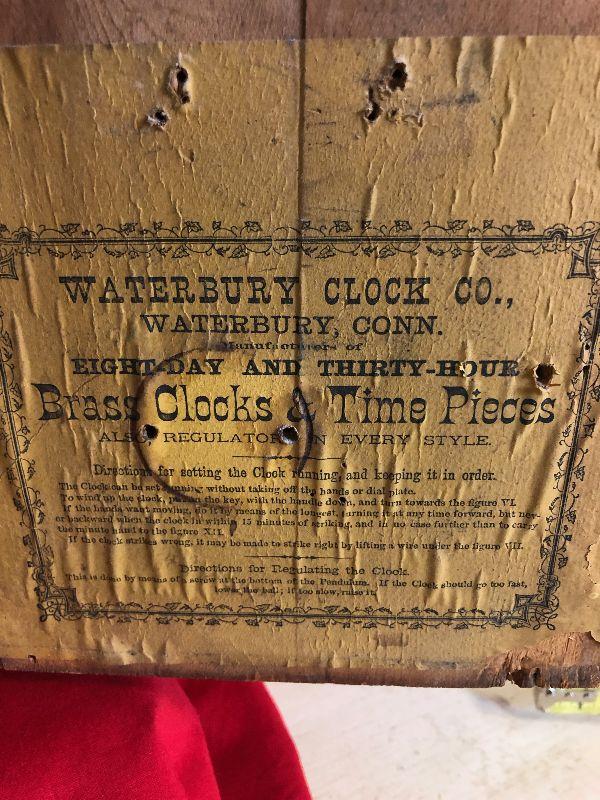 WATERBURY CLOCK CO.,
WATERBURY, CONN.
Manufacturers of
EIGHT-DAY AND THIRTY-HOUR
Brass Clocks & Time Pieces
ALSO, REGULATORS IN EVERY STYLE.
Directions for setting the Clock running, and keeping it in order.
The Clock can be set running without taking off the hands or dial plate.
To wind up the clock, put on the key, with the handle down, and turn towards the figure VI.
If the hands want moving, do it by means of the longest, turning it at any time forward, but nev-
er backward when the clock in within 15 minutes of striking, and in no case further than to carry
the minute hand to the figure XII.
If the clock strikes wrong, it may be made to strike right by lifting a wire under the figure VII.
Directions for Regulating the Clock.
This is done by means of a screw at the bottom of the Pendulum. If the Clock should go too fast,
lower the ball; if too slow, raise it.